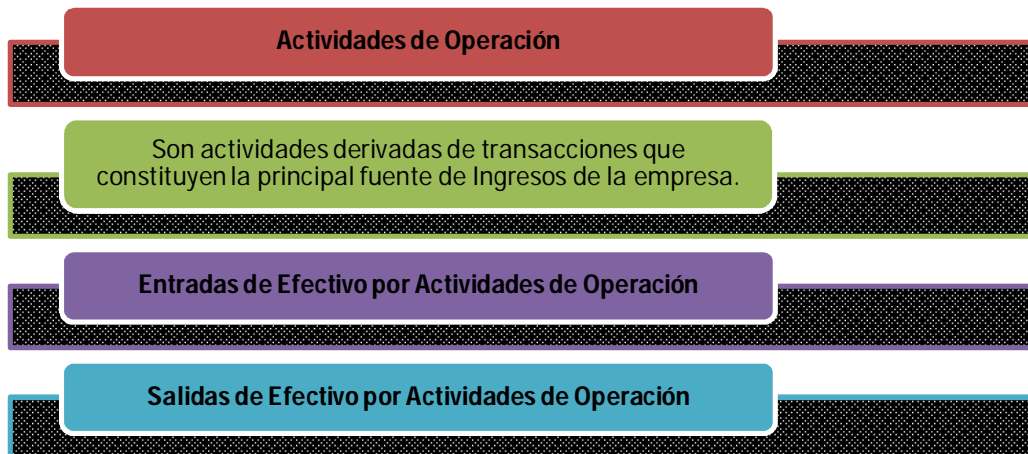 Actividades de Operación
Son actividades derivadas de transacciones que
constituyen la principal fuente de Ingresos de la empresa.
Entradas de Efectivo por Actividades de Operación
Salidas de Efectivo por Actividades de Operación